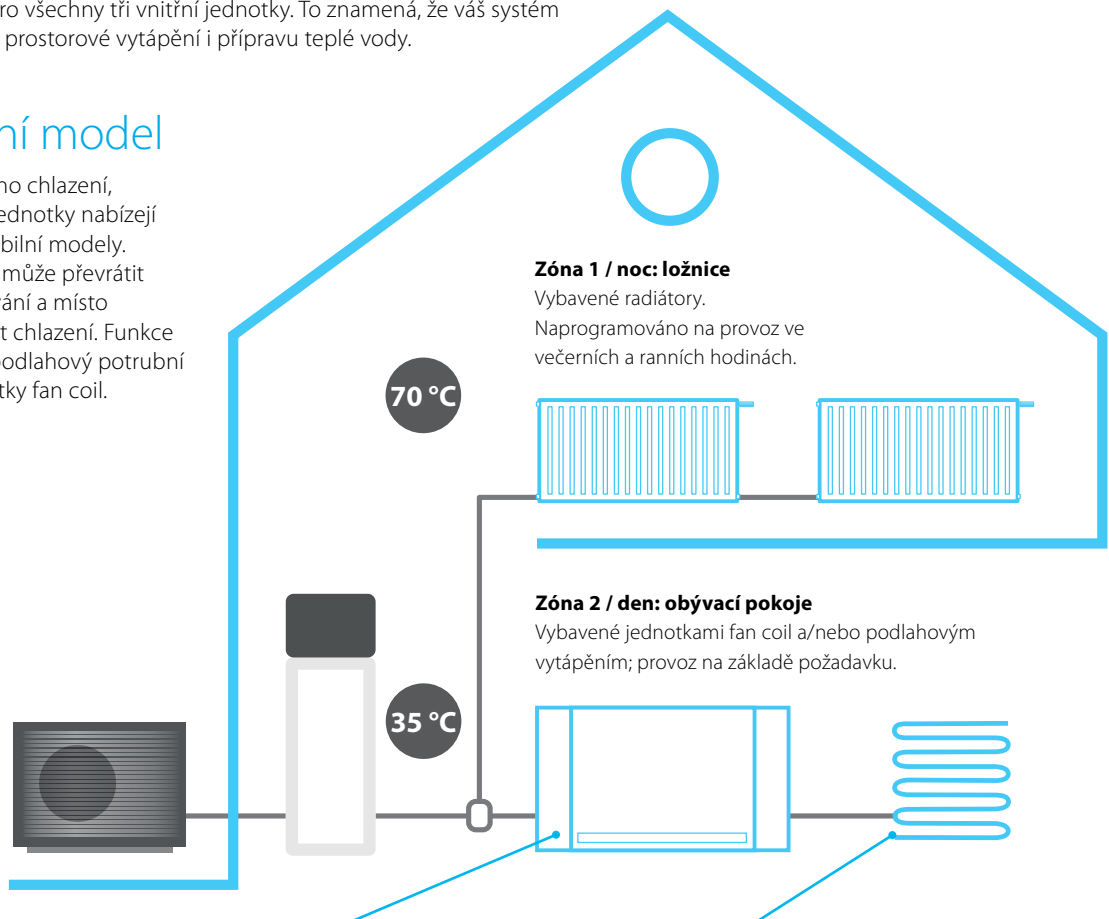 ro všechny tři vnitřní jednotky. To znamená, že váš systém
prostorové vytápění i přípravu teplé vody.
ní model
ho chlazení,
ednotky nabízejí
bilní modely.
může převrátit
vání a místo
t chlazení. Funkce
podlahový potrubní
tky fan coil.
Zóna 1 / noc: ložnice
Vybavené radiátory.
Naprogramováno na provoz ve
večerních a ranních hodinách.
70 °C
Zóna 2 / den: obývací pokoje
Vybavené jednotkami fan coil a/nebo podlahovým
vytápěním; provoz na základě požadavku.
35 °C